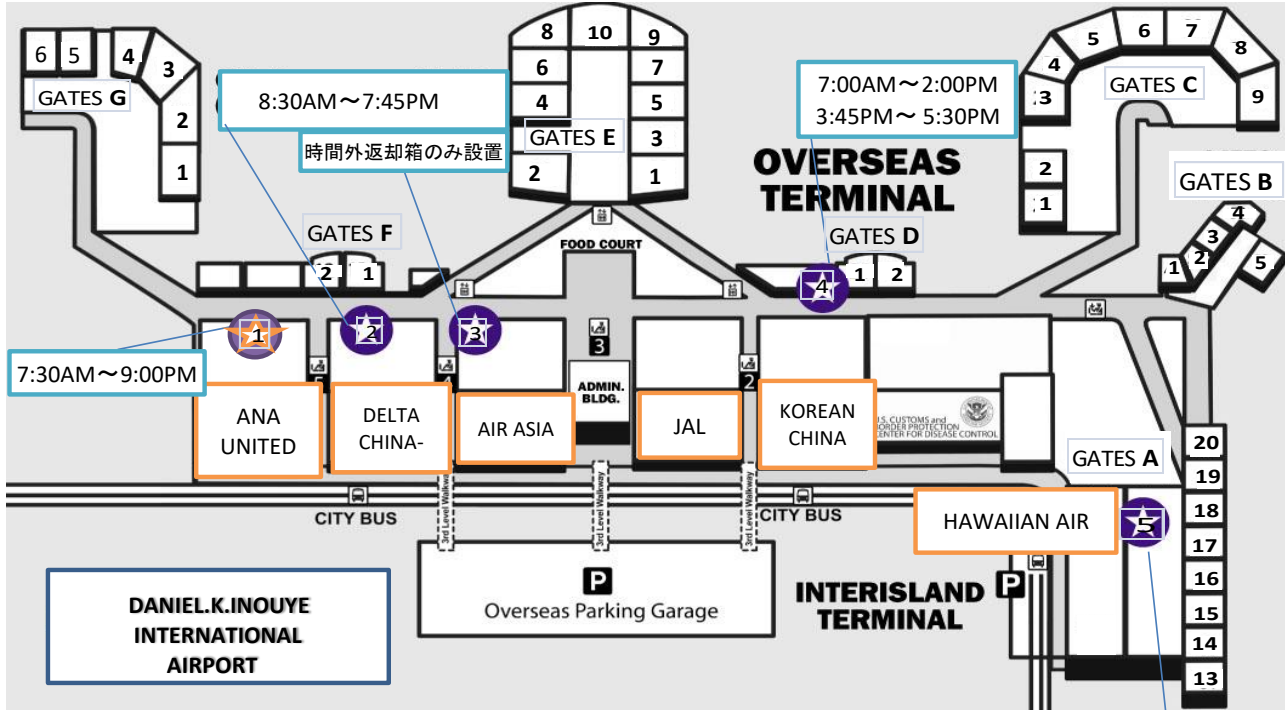 6
5
4
3
2
1
GATES G
8:30AM～7:45PM
時間外返却箱のみ設置
8
10
9
6
7
4
5
GATES E
3
2
1
7:00AM～2:00PM
3:45PM～ 5:30PM
OVERSEAS
TERMINAL
5
6
7
4
8
3
GATES C
9
2
1
GATES B
4
3
2
1
5
GATES F
2
1
FOOD COURT
GATES D
1
2
1
2
3
4
7:30AM～9:00PM
5
4
3
2
ADMIN.
BLDG.
ANA
UNITED
DELTA
CHINA-
AIR ASIA
JAL
KOREAN
CHINA
U.S. CUSTOMS and
BORDER PROTECTION
CENTER FOR DISEASE CONTROL
GATES A
20
19
18
17
16
15
14
13
HAWAIIAN AIR
5
CITY BUS
CITY BUS
3rd Level Walkway
3rd Level Walkway
3rd Level Walkway
P
Overseas Parking Garage
INTERISLAND
TERMINAL
P
DANIEL.K.INOUYE
INTERNATIONAL
AIRPORT